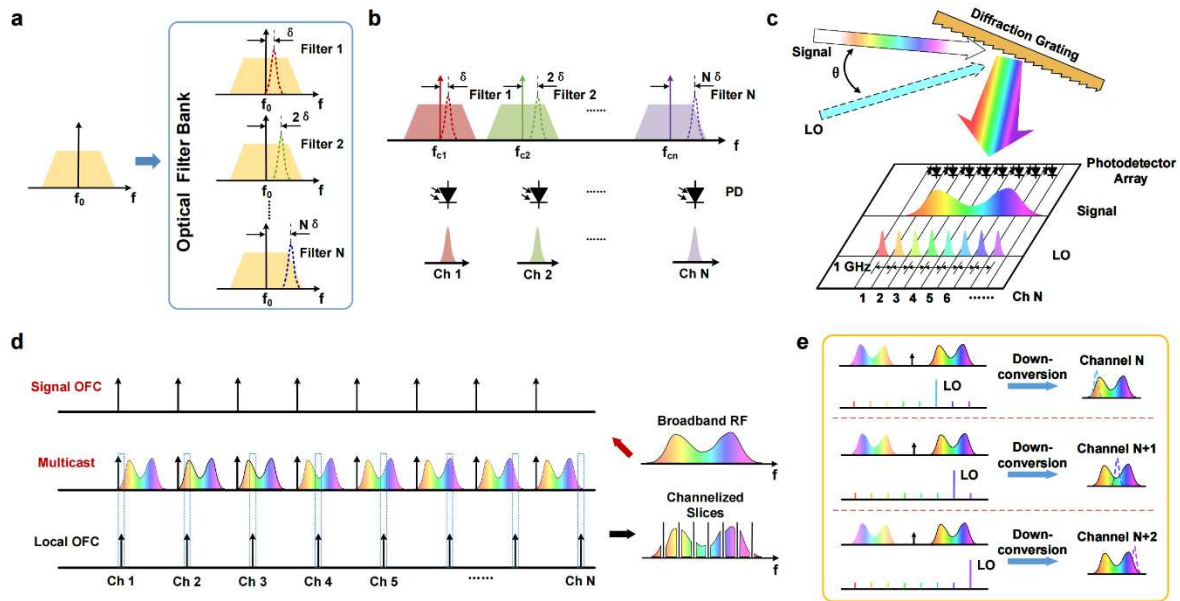 a
Optical Filter Bank
f₀
f
δ
Filter 1
f₀
f
2 δ
Filter 2
f₀
f
N δ
Filter N
f₀
f
b
δ
Filter 1
2 δ
Filter 2
......
N δ
Filter N
f_c1
f_c2
f_cn
f
......
PD
......
Ch 1
Ch 2
Ch N
c
Signal
θ
LO
Diffraction Grating
Photodetector
Array
Signal
LO
1 GHz
1 2 3 4 5 6 ...... Ch N
d
Signal OFC
Multicast
Local OFC
Ch 1 Ch 2 Ch 3 Ch 4 Ch 5 ...... Ch N
Broadband RF
f
Channelized
Slices
f
e
LO
Down-
conversion
Channel N
LO
Down-
conversion
Channel N+1
LO
Down-
conversion
Channel N+2